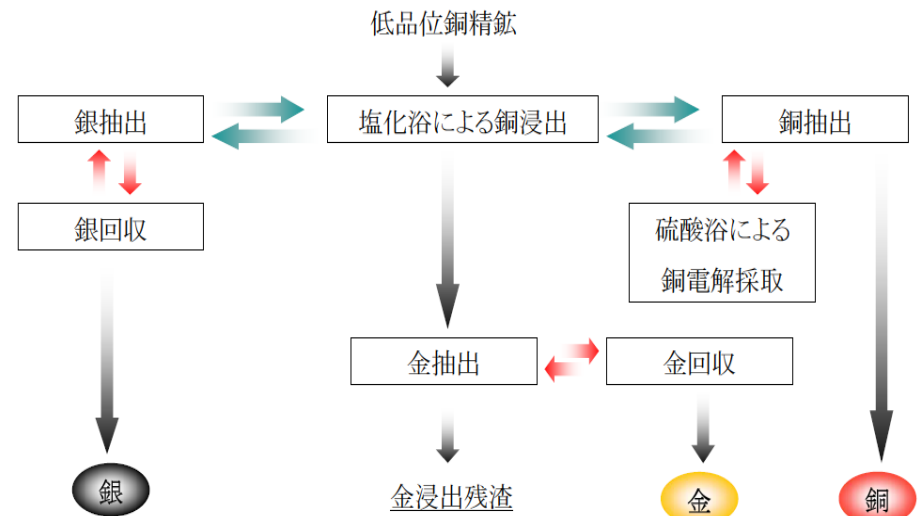 低品位銅精鉱
銀抽出
塩化浴による銅浸出
銅抽出
銀回収
硫酸浴による
銅電解採取
金抽出
金回収
銀
金浸出残渣
金
銅